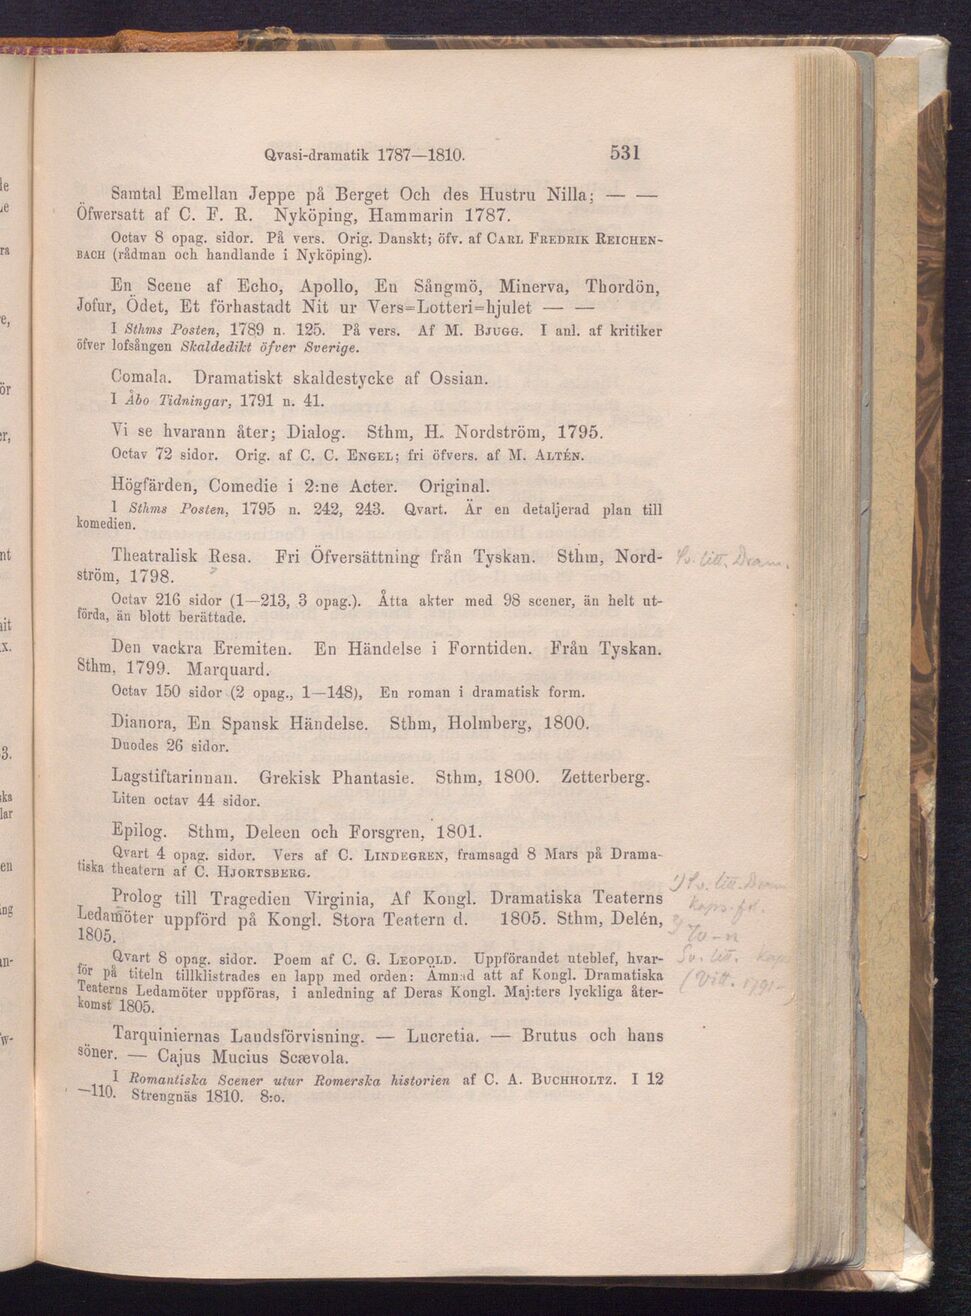 Qvasi-dramatik 1787—1810. 531
Samtal Emellan Jeppe på Berget Och des Hustru Nilla; — —
Öfwersatt af C. F. R. Nyköping, Hammarin 1787.
Octav 8 opag. sidor. På vers. Orig. Danskt; öfv. af CARL FREDRIK REICHEN-
BACH (rådman och handlande i Nyköping).
En Scene af Echo, Apollo, En Sångmö, Minerva, Thordön,
Jofur, Ödet, Et förhastadt Nit ur Vers=Lotteri=hjulet — —
I Sthms Posten, 1789 n. 125. På vers. Af M. BJUGG. I anl. af kritiker
öfver lofsången Skaldedikt öfver Sverige.
Comala. Dramatiskt skaldestycke af Ossian.
I Åbo Tidningar, 1791 n. 41.
Vi se hvarann åter; Dialog. Sthm, H. Nordström, 1795.
Octav 72 sidor. Orig. af C. C. ENGEL; fri öfvers. af M. ALTÉN.
Högfärden, Comedie i 2:ne Acter. Original.
I Sthms Posten, 1795 n. 242, 243. Qvart. Är en detaljerad plan till
komedien.
Theatralisk Resa. Fri Öfversättning från Tyskan. Sthm, Nord- Sv. litt. Dram.
ström, 1798.
Octav 216 sidor (1—213, 3 opag.). Åtta akter med 98 scener, än helt ut-
förda, än blott berättade.
Den vackra Eremiten. En Händelse i Forntiden. Från Tyskan.
Sthm, 1799. Marquard.
Octav 150 sidor (2 opag., 1—148), En roman i dramatisk form.
Dianora, En Spansk Händelse. Sthm, Holmberg, 1800.
Duodes 26 sidor.
Lagstiftarinnan. Grekisk Phantasie. Sthm, 1800. Zetterberg.
Liten octav 44 sidor.
Epilog. Sthm, Deleen och Forsgren, 1801.
Qvart 4 opag. sidor. Vers af C. LINDEGREN, framsagd 8 Mars på Drama-
tiska theatern af C. HJORTSBERG.
Prolog till Tragedien Virginia, Af Kongl. Dramatiska Teaterns
Ledamöter uppförd på Kongl. Stora Teatern d. 1805. Sthm, Delén,
1805.
Qvart 8 opag. sidor. Poem af C. G. LEOPOLD. Uppförandet uteblef, hvar-
för på titeln tillklistrades en lapp med orden: Ämnad att af Kongl. Dramatiska
Teaterns Ledamöter uppföras, i anledning af Deras Kongl. Maj:ters lyckliga åter-
komst 1805.
Tarquiniernas Landsförvisning. — Lucretia. — Brutus och hans
söner. — Cajus Mucius Scævola.
I Romantiska Scener utur Romerska historien af C. A. BUCHHOLTZ. I 12
—110. Strengnäs 1810. 8:o.